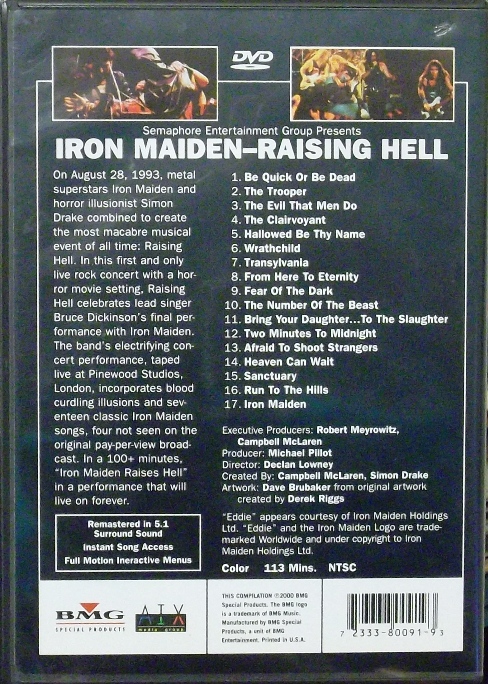 DVD
Semaphore Entertainment Group Presents
IRON MAIDEN–RAISING HELL
On August 28, 1993, metal
superstars Iron Maiden and
horror illusionist Simon
Drake combined to create
the most macabre musical
event of all time: Raising
Hell. In this first and only
live rock concert with a hor-
ror movie setting, Raising
Hell celebrates lead singer
Bruce Dickinson's final per-
formance with Iron Maiden.
The band's electrifying con-
cert performance, taped
live at Pinewood Studios,
London, incorporates blood
curdling illusions and sev-
enteen classic Iron Maiden
songs, four not seen on the
original pay-per-view broad-
cast. In a 100+ minutes,
"Iron Maiden Raises Hell"
in a performance that will
live on forever.
Remastered in 5.1
Surround Sound
Instant Song Access
Full Motion Ineractive Menus
1. Be Quick Or Be Dead
2. The Trooper
3. The Evil That Men Do
4. The Clairvoyant
5. Hallowed Be Thy Name
6. Wrathchild
7. Transylvania
8. From Here To Eternity
9. Fear Of The Dark
10. The Number Of The Beast
11. Bring Your Daughter...To The Slaughter
12. Two Minutes To Midnight
13. Afraid To Shoot Strangers
14. Heaven Can Wait
15. Sanctuary
16. Run To The Hills
17. Iron Maiden
Executive Producers: Robert Meyrowitz,
Campbell McLaren
Producer: Michael Pillot
Director: Declan Lowney
Created By: Campbell McLaren, Simon Drake
Artwork: Dave Brubaker from original artwork
created by Derek Riggs
"Eddie" appears courtesy of Iron Maiden Holdings
Ltd. "Eddie" and the Iron Maiden Logo are trade-
marked Worldwide and under copyright to Iron
Maiden Holdings Ltd.
Color 113 Mins. NTSC
BMG
SPECIAL PRODUCTS
AIX
media group
THIS COMPILATION ℗2000 BMG
Special Products. The BMG logo
is a trademark of BMG Music.
Manufactured by BMG Special
Products, a unit of BMG
Entertainment. Printed in U.S.A.
7 2333-80091-9 3